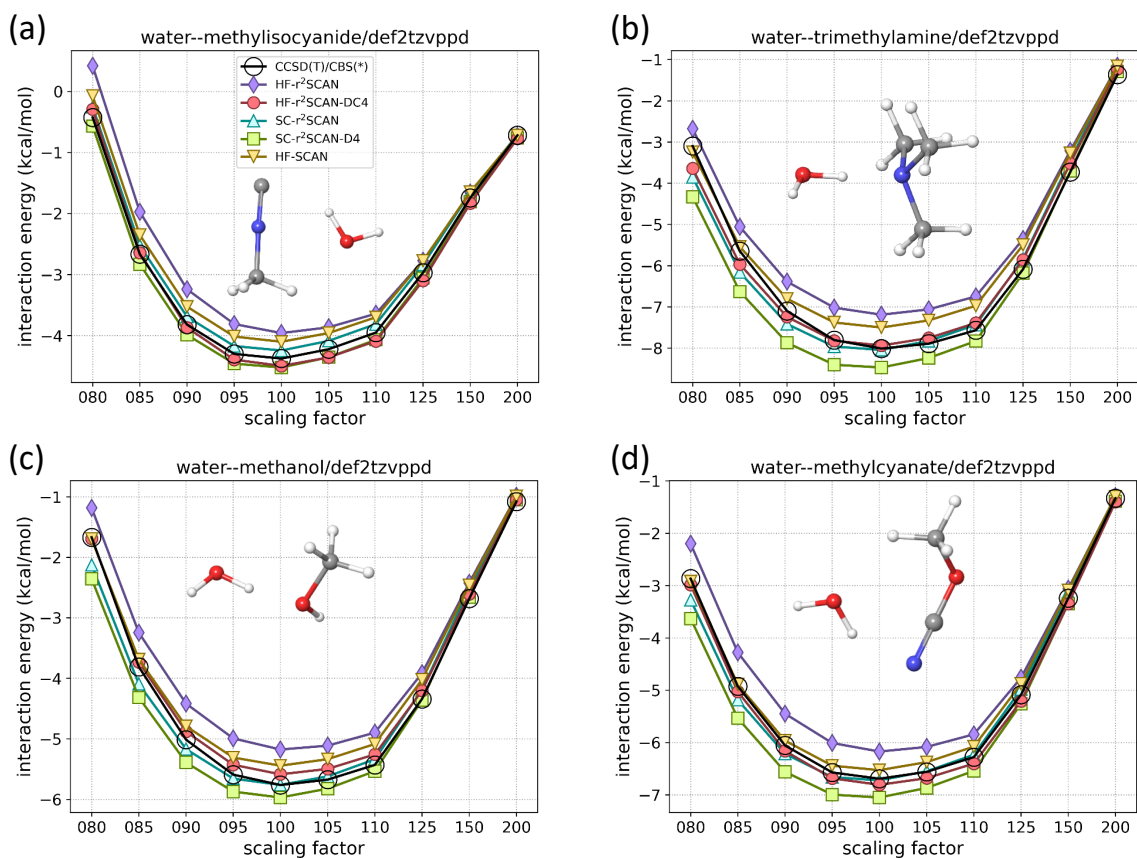 (a)
water--methylisocyanide/def2tzvppd
interaction energy (kcal/mol)
0
−1
−2
−3
−4
CCSD(T)/CBS(*)
HF-r²SCAN
HF-r²SCAN-DC4
SC-r²SCAN
SC-r²SCAN-D4
HF-SCAN
080 085 090 095 100 105 110 125 150 200
scaling factor
(b)
water--trimethylamine/def2tzvppd
interaction energy (kcal/mol)
−1
−2
−3
−4
−5
−6
−7
−8
080 085 090 095 100 105 110 125 150 200
scaling factor
(c)
water--methanol/def2tzvppd
interaction energy (kcal/mol)
−1
−2
−3
−4
−5
−6
080 085 090 095 100 105 110 125 150 200
scaling factor
(d)
water--methylcyanate/def2tzvppd
interaction energy (kcal/mol)
−1
−2
−3
−4
−5
−6
−7
080 085 090 095 100 105 110 125 150 200
scaling factor